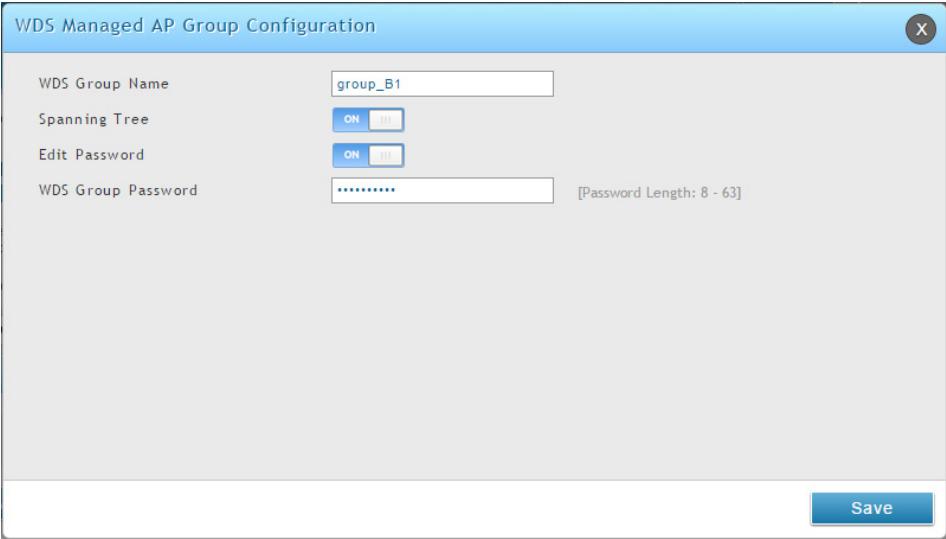 WDS Managed AP Group Configuration
X
WDS Group Name group_B1
Spanning Tree ON
Edit Password ON
WDS Group Password •••••••••• [Password Length: 8 - 63]
Save